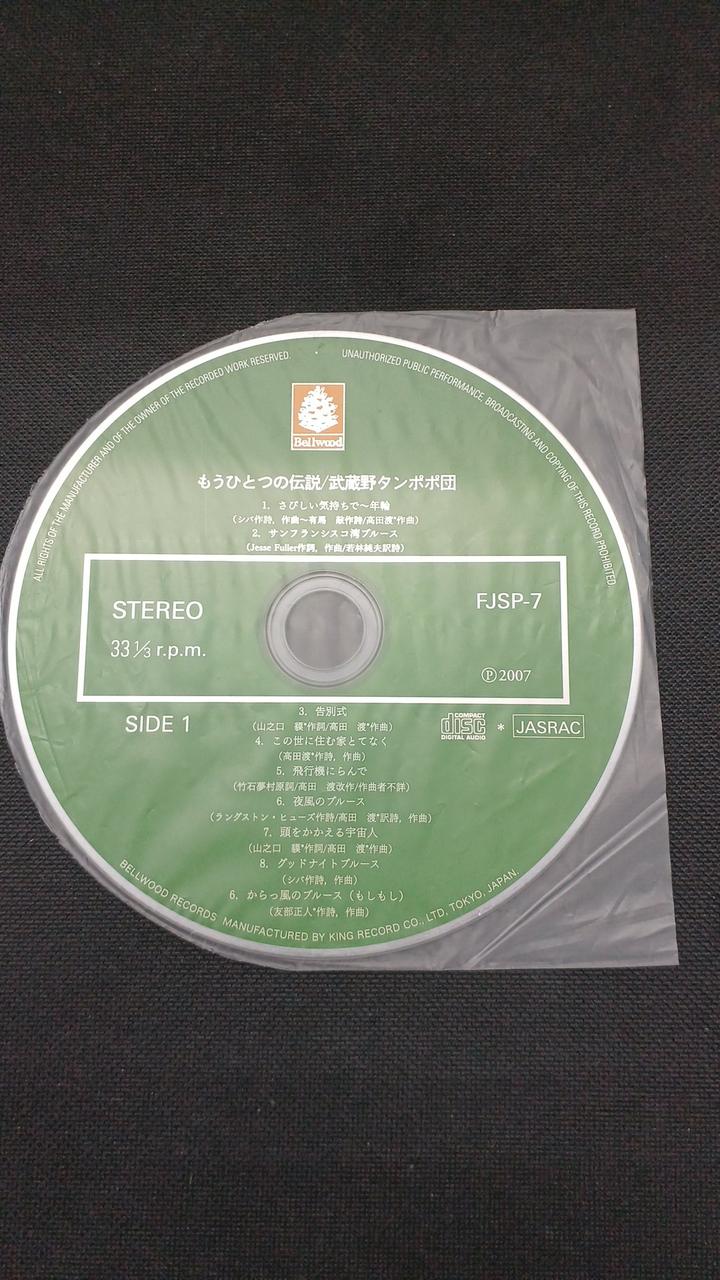 ALL RIGHTS OF THE MANUFACTURER AND OF THE OWNER OF THE RECORDED WORK RESERVED.
UNAUTHORIZED PUBLIC PERFORMANCE, BROADCASTING AND COPYING OF THIS RECORD PROHIBITED.
Bellwood
もうひとつの伝説/武蔵野タンポポ団
1. さびしい気持ちで〜年輪
(シバ作詩, 作曲〜有馬 敲作詩/高田渡*作曲)
2. サンフランシスコ湾ブルース
(Jesse Fuller作詞, 作曲/若林純夫訳詩)
STEREO
FJSP-7
33 1/3 r.p.m.
Ⓟ2007
SIDE 1
COMPACT
disc
DIGITAL AUDIO
* JASRAC
3. 告別式
(山之口 貘*作詞/高田 渡*作曲)
4. この世に住む家とてなく
(高田渡*作詩, 作曲)
5. 飛行機にらんで
(竹石夢村原詞/高田 渡改作/作曲者不詳)
6. 夜風のブルース
(ラングストン・ヒューズ作詩/高田 渡*訳詩, 作曲)
7. 頭をかかえる宇宙人
(山之口 貘*作詞/高田 渡*作曲)
8. グッドナイトブルース
(シバ作詩, 作曲)
6. からっ風のブルース (もしもし)
(友部正人*作詩, 作曲)
BELLWOOD RECORDS MANUFACTURED BY KING RECORD CO., LTD, TOKYO, JAPAN.